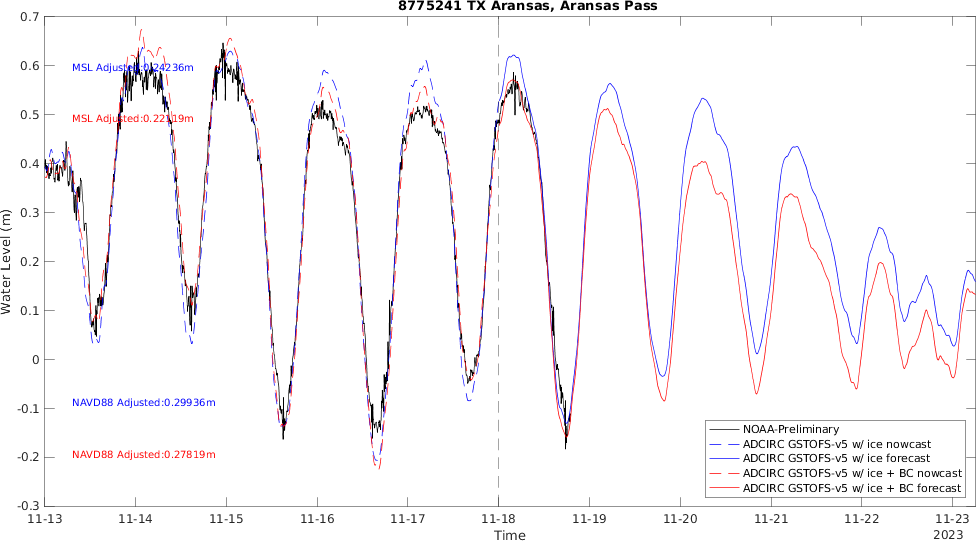 8775241 TX Aransas, Aransas Pass
0.7
0.6
0.5
0.4
0.3
0.2
0.1
0
-0.1
-0.2
-0.3
Water Level (m)
MSL Adjusted:0.24236m
MSL Adjusted:0.22119m
NAVD88 Adjusted:0.29936m
NAVD88 Adjusted:0.27819m
NOAA-Preliminary
ADCIRC GSTOFS-v5 w/ ice nowcast
ADCIRC GSTOFS-v5 w/ ice forecast
ADCIRC GSTOFS-v5 w/ ice + BC nowcast
ADCIRC GSTOFS-v5 w/ ice + BC forecast
11-13 11-14 11-15 11-16 11-17 11-18 11-19 11-20 11-21 11-22 11-23
Time
2023